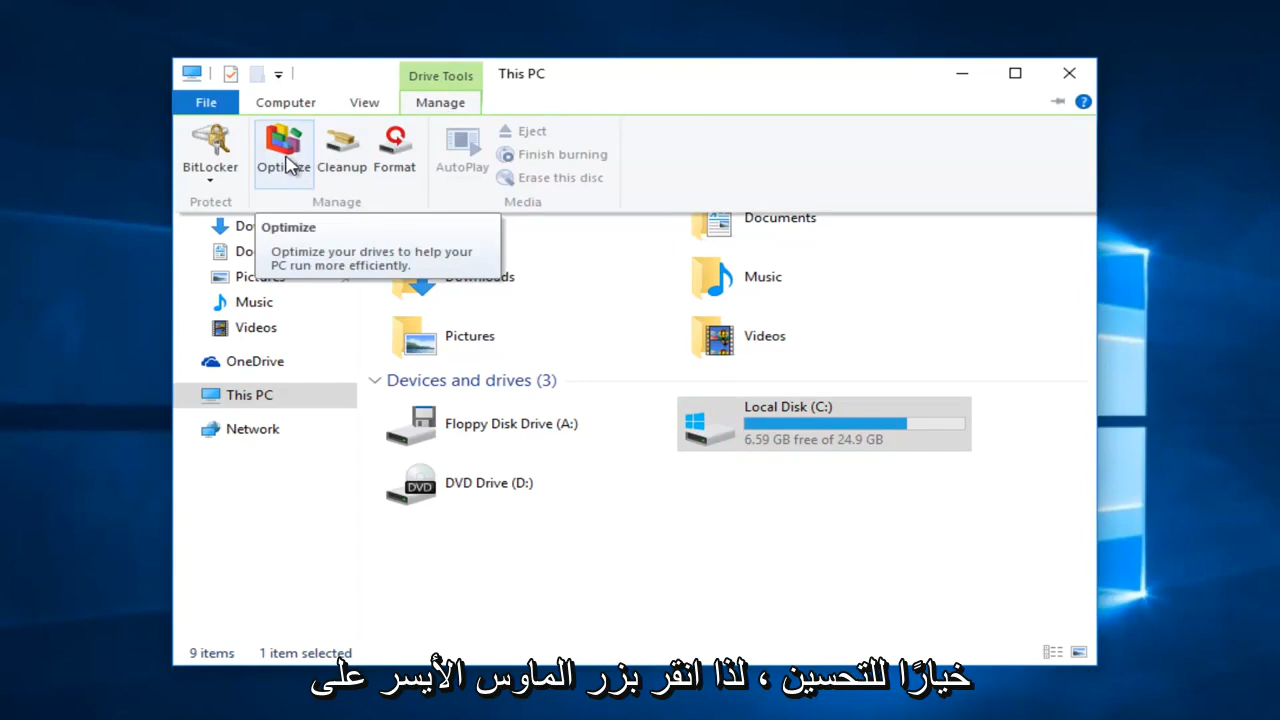 Drive Tools
This PC
File
Computer
View
Manage
BitLocker
Optimize
Cleanup
Format
AutoPlay
Eject
Finish burning
Erase this disc
Protect
Manage
Media
Optimize
Optimize your drives to help your
PC run more efficiently.
Pictures
Music
Videos
OneDrive
This PC
Network
Documents
Downloads
Music
Pictures
Videos
Devices and drives (3)
Floppy Disk Drive (A:)
Local Disk (C:)
6.59 GB free of 24.9 GB
DVD
DVD Drive (D:)
9 items
1 item selected
خيارًا للتحسين ، لذا انقر بزر الماوس الأيسر على